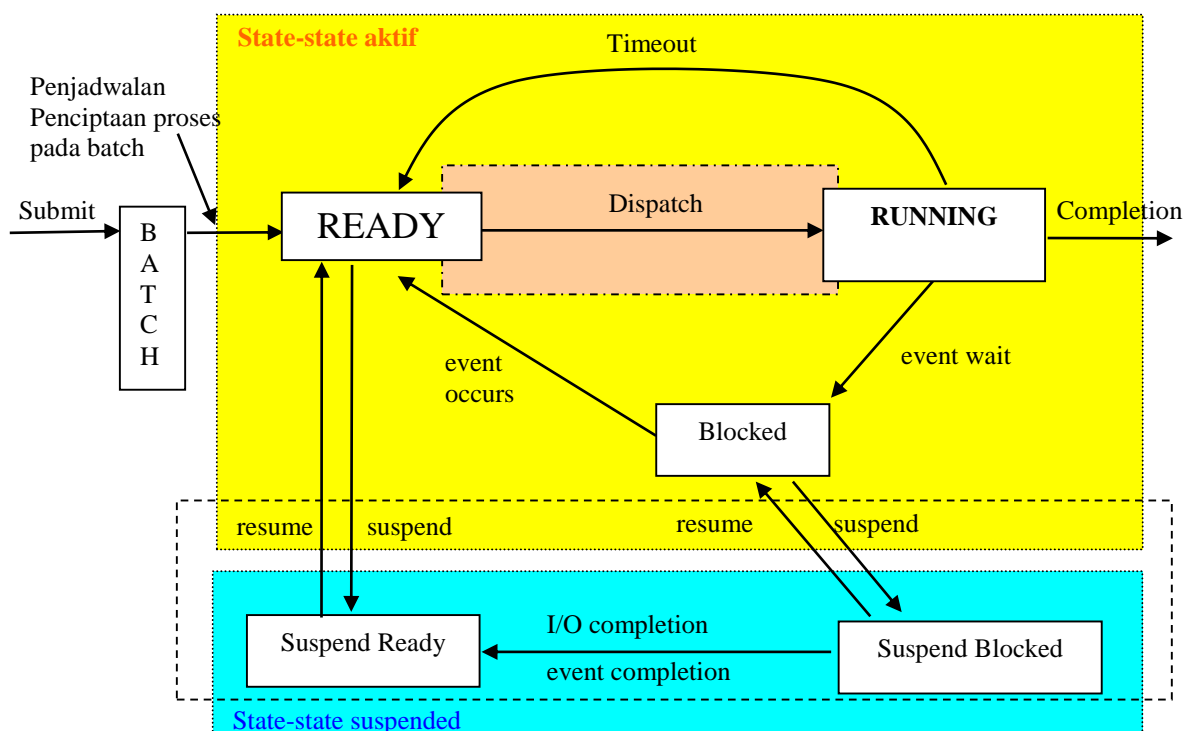 State-state aktif
Timeout
Penjadwalan
Penciptaan proses
pada batch
Submit
B
A
T
C
H
READY
Dispatch
RUNNING
Completion
event
occurs
event wait
Blocked
resume
suspend
resume
suspend
Suspend Ready
I/O completion
event completion
Suspend Blocked
State-state suspended